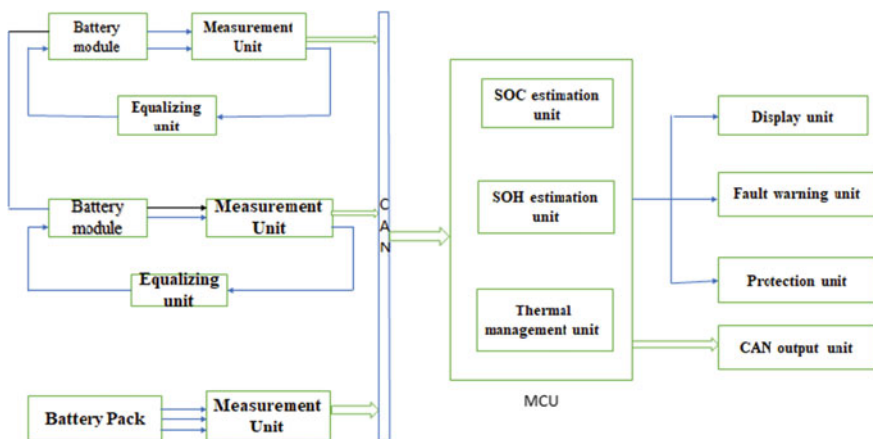 Battery
module
Measurement
Unit
Equalizing
unit
Battery
module
Measurement
Unit
Equalizing
unit
Battery Pack
Measurement
Unit
C
A
N
SOC estimation
unit
SOH estimation
unit
Thermal
management unit
MCU
Display unit
Fault warning unit
Protection unit
CAN output unit